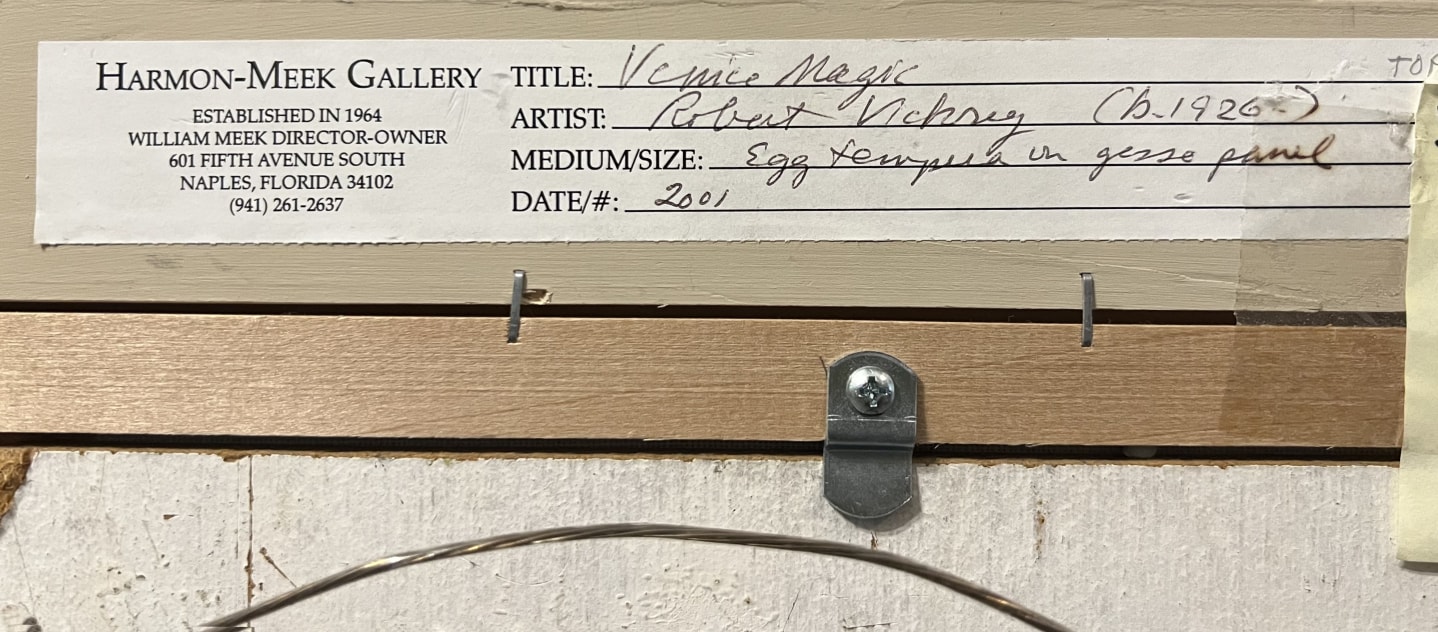 HARMON-MEEK GALLERY
ESTABLISHED IN 1964
WILLIAM MEEK DIRECTOR-OWNER
601 FIFTH AVENUE SOUTH
NAPLES, FLORIDA 34102
(941) 261-2637
TITLE: Venice Magic
ARTIST: Robert Vickrey (b.1926-)
MEDIUM/SIZE: Egg tempera on gesso panel
DATE/#: 2001